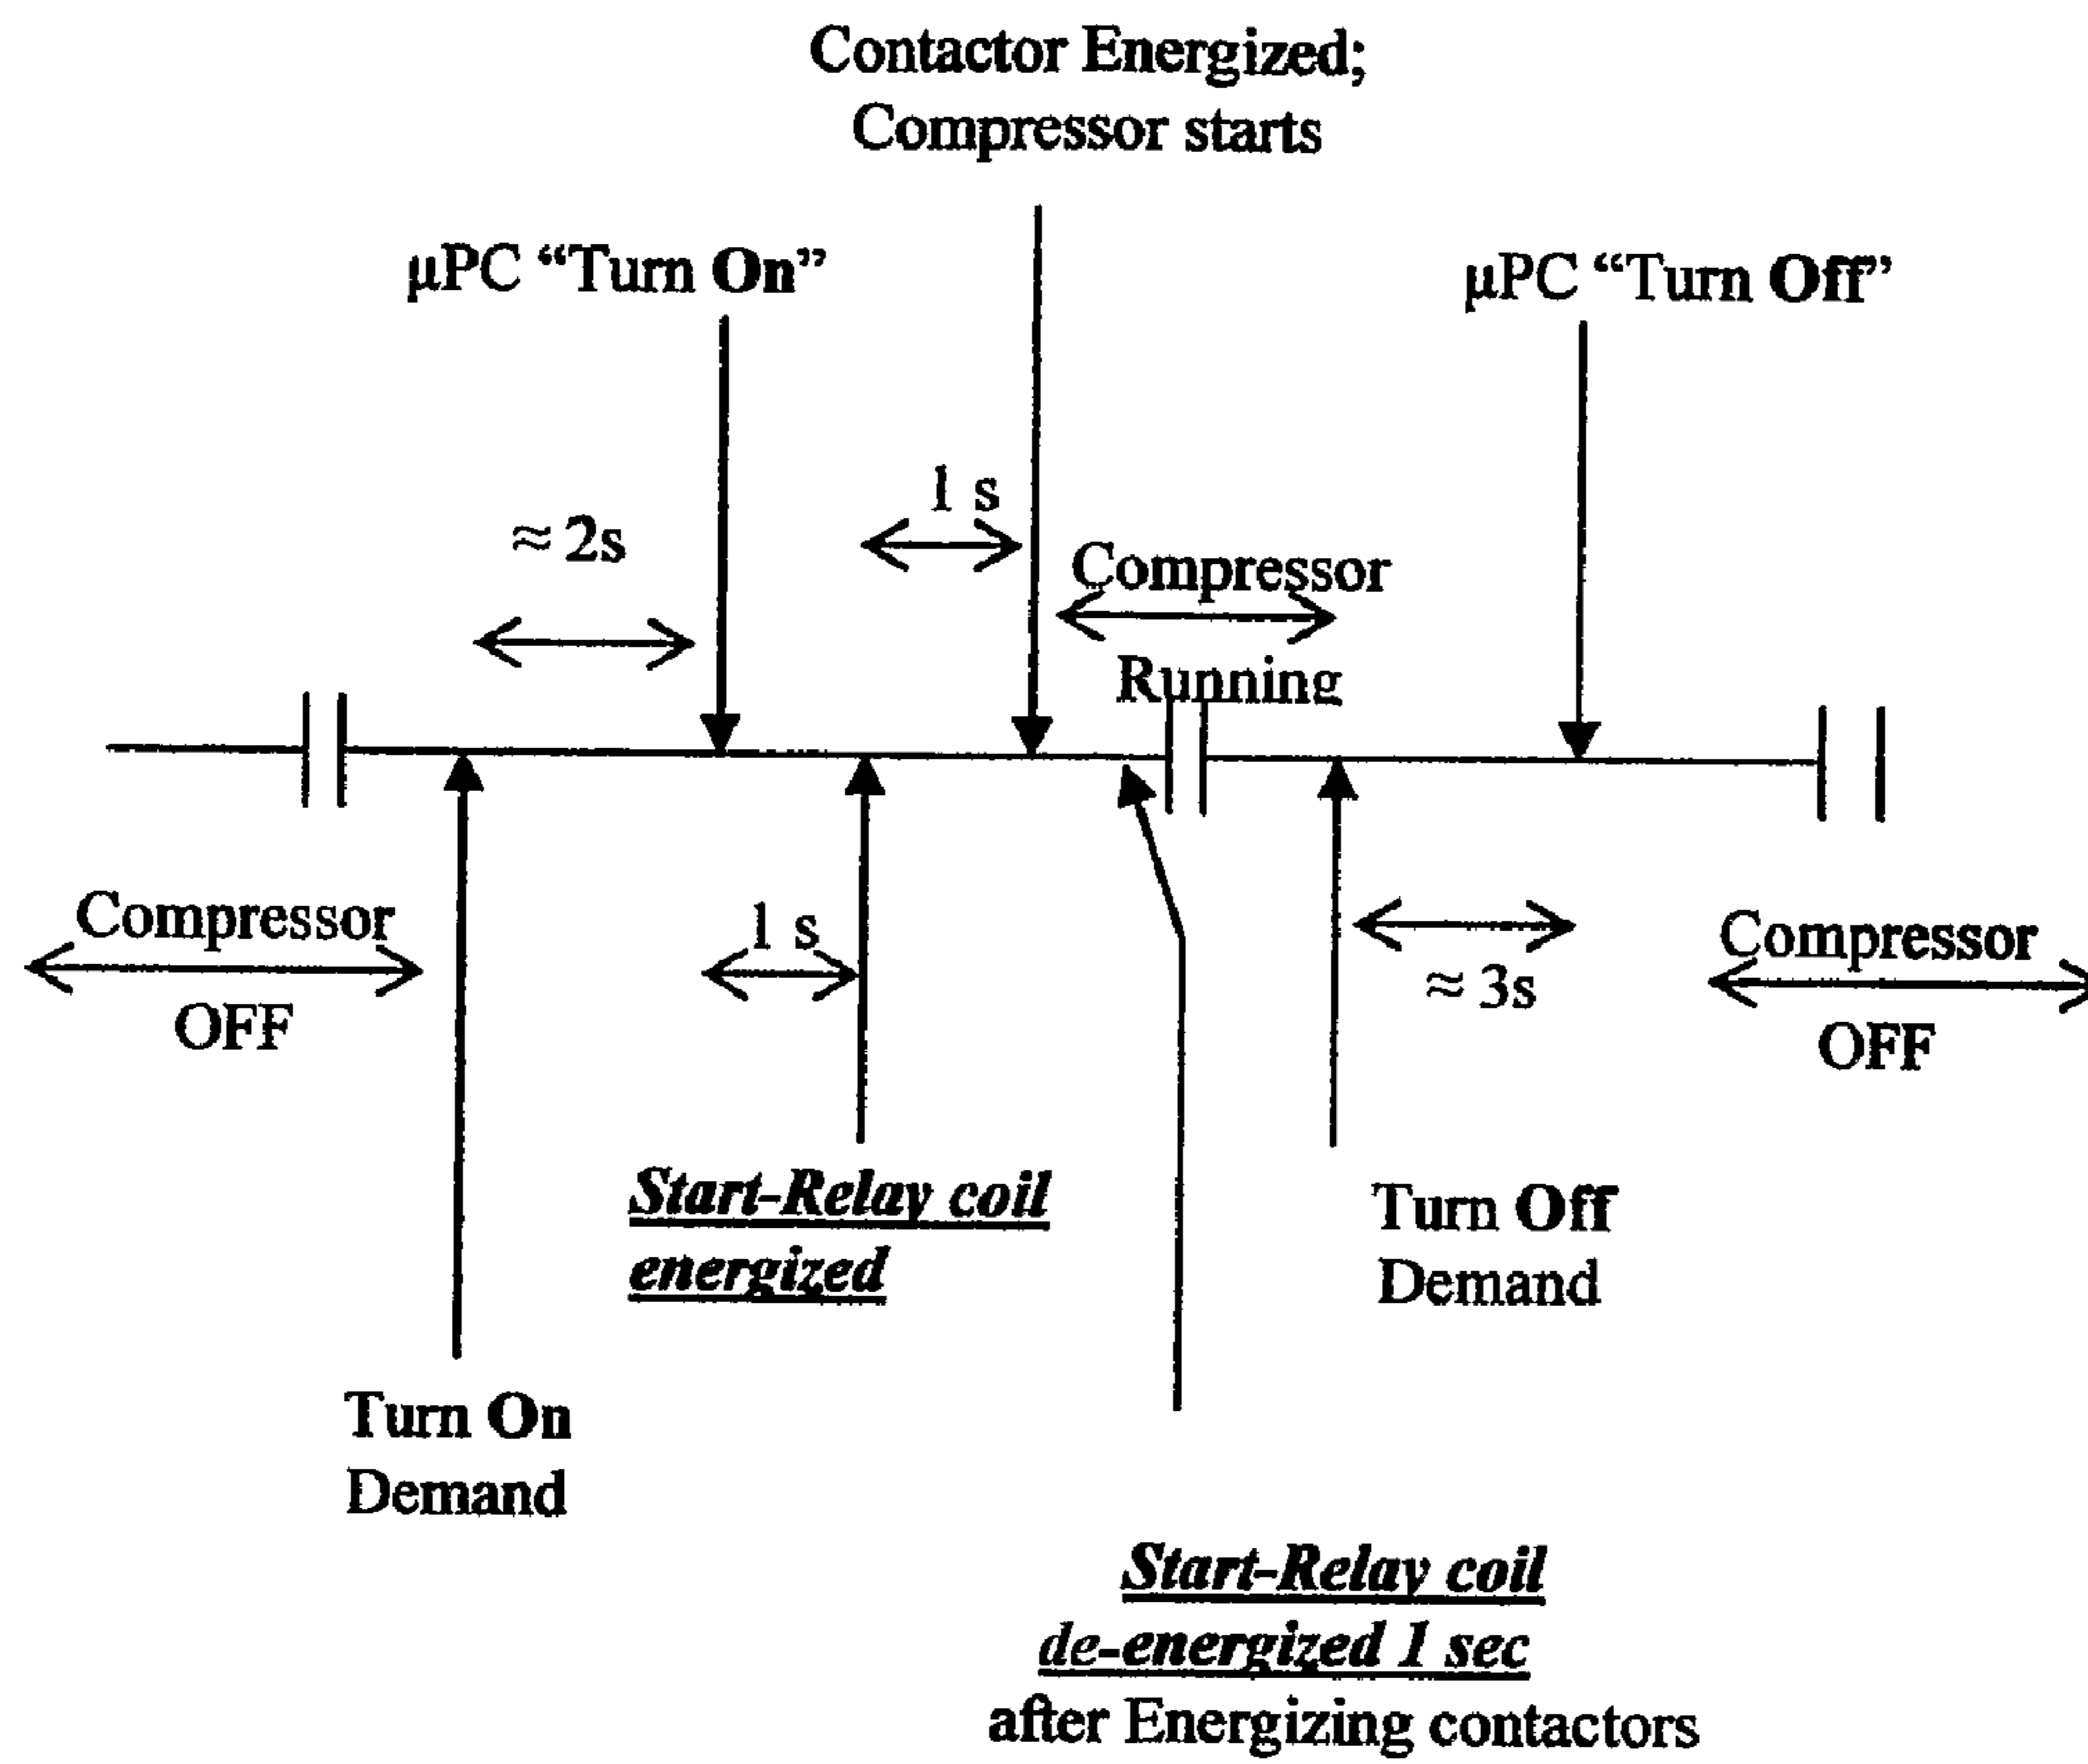 Contactor Energized;
Compressor starts
μPC “Turn On”
μPC “Turn Off”
1 s
≈ 2s
Compressor
Running
Compressor
OFF
1 s
≈ 3s
Compressor
OFF
Start-Relay coil
energized
Turn Off
Demand
Turn On
Demand
Start-Relay coil
de-energized 1 sec
after Energizing contactors